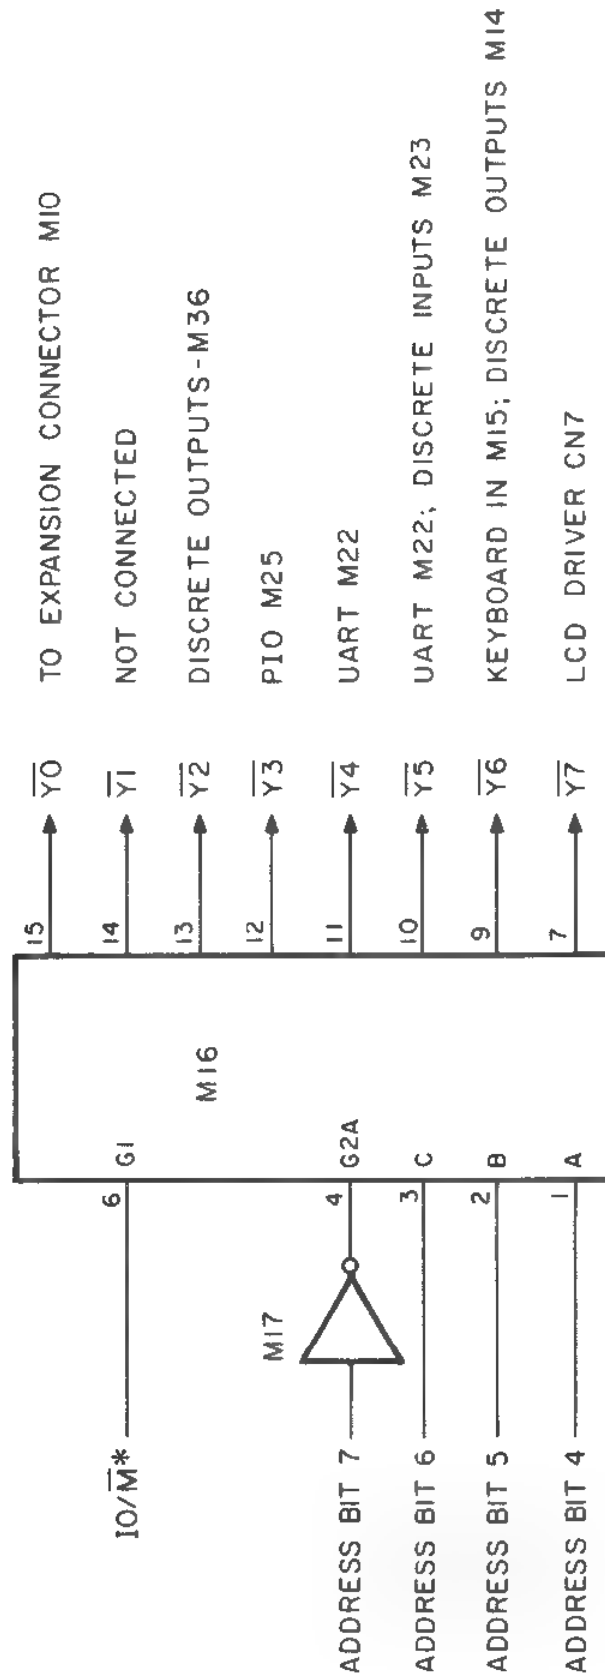 IO/M*
ADDRESS BIT 7
ADDRESS BIT 6
ADDRESS BIT 5
ADDRESS BIT 4
M17
6 G1
4 G2A
3 C
2 B
1 A
M16
15 Y0 TO EXPANSION CONNECTOR M10
14 Y1 NOT CONNECTED
13 Y2 DISCRETE OUTPUTS-M36
12 Y3 PIO M25
11 Y4 UART M22
10 Y5 UART M22; DISCRETE INPUTS M23
9 Y6 KEYBOARD IN M15; DISCRETE OUTPUTS M14
7 Y7 LCD DRIVER CN7